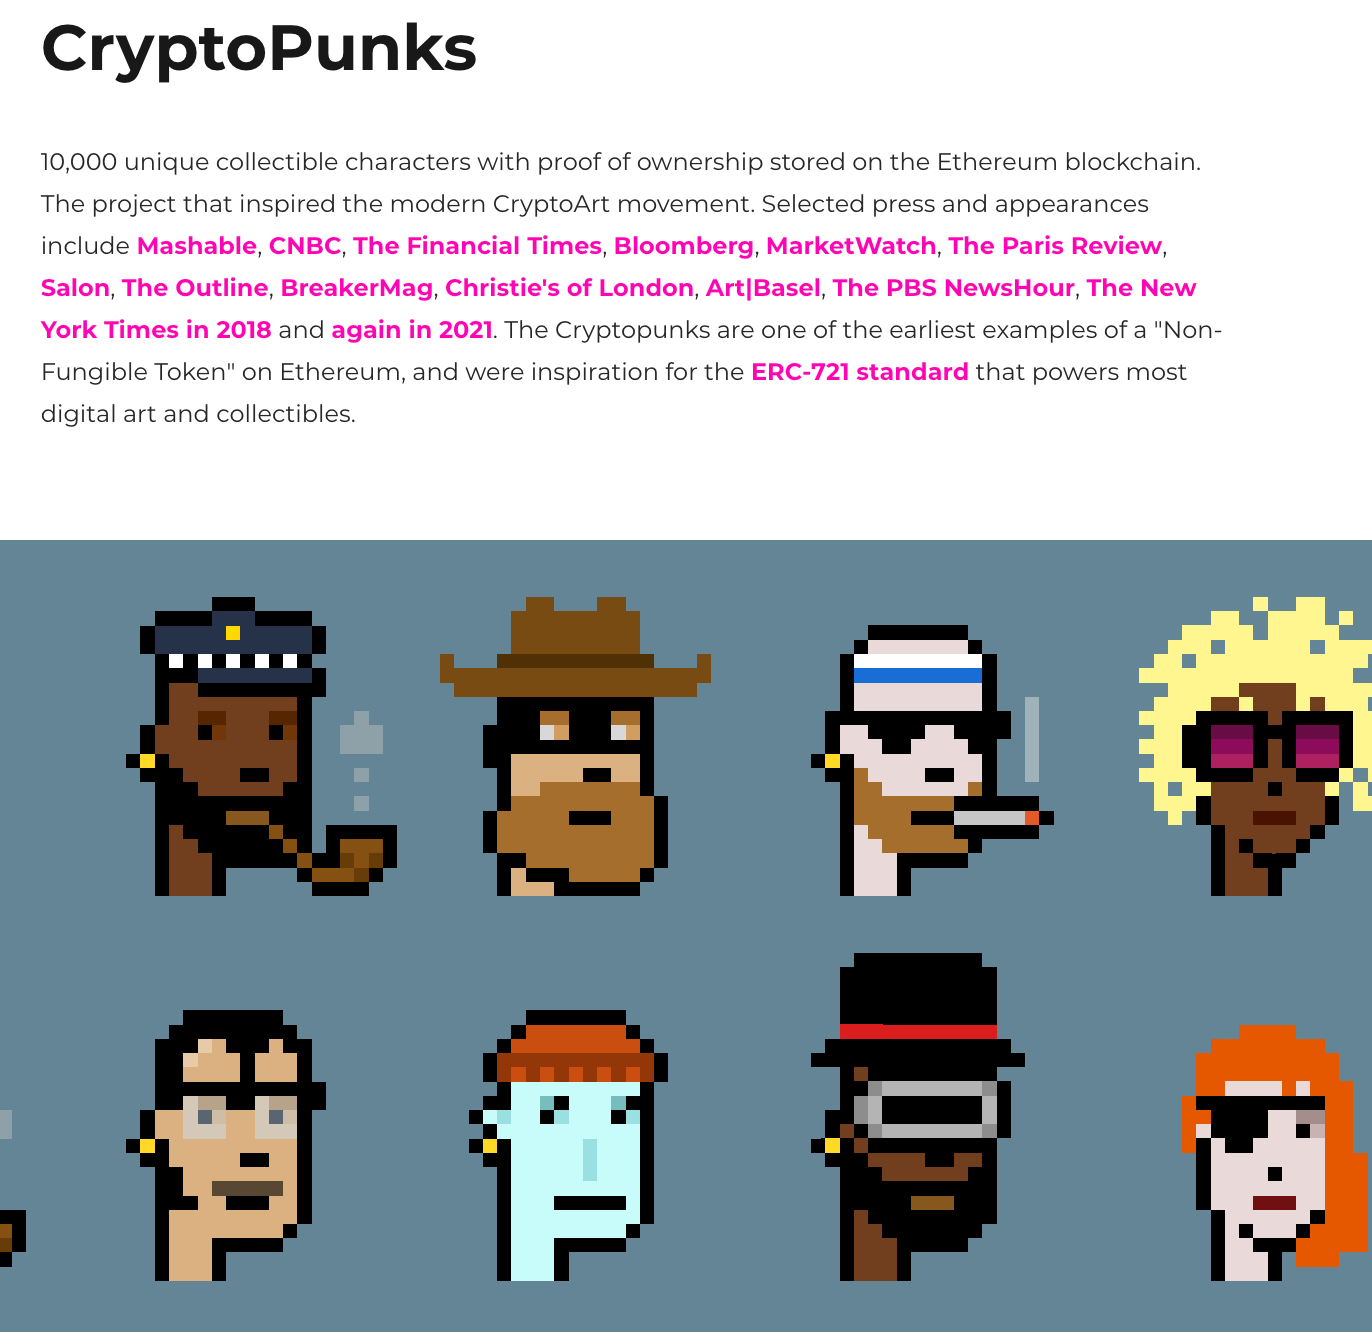 CryptoPunks
10,000 unique collectible characters with proof of ownership stored on the Ethereum blockchain.
The project that inspired the modern CryptoArt movement. Selected press and appearances
include Mashable, CNBC, The Financial Times, Bloomberg, MarketWatch, The Paris Review,
Salon, The Outline, BreakerMag, Christie's of London, Art|Basel, The PBS NewsHour, The New
York Times in 2018 and again in 2021. The Cryptopunks are one of the earliest examples of a "Non-
Fungible Token" on Ethereum, and were inspiration for the ERC-721 standard that powers most
digital art and collectibles.